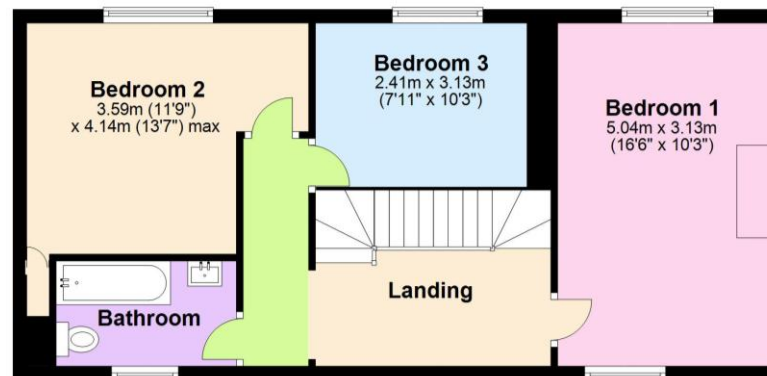 Bedroom 2
3.59m (11'9")
x 4.14m (13'7") max
Bedroom 3
2.41m x 3.13m
(7'11" x 10'3")
Bedroom 1
5.04m x 3.13m
(16'6" x 10'3")
Landing
Bathroom